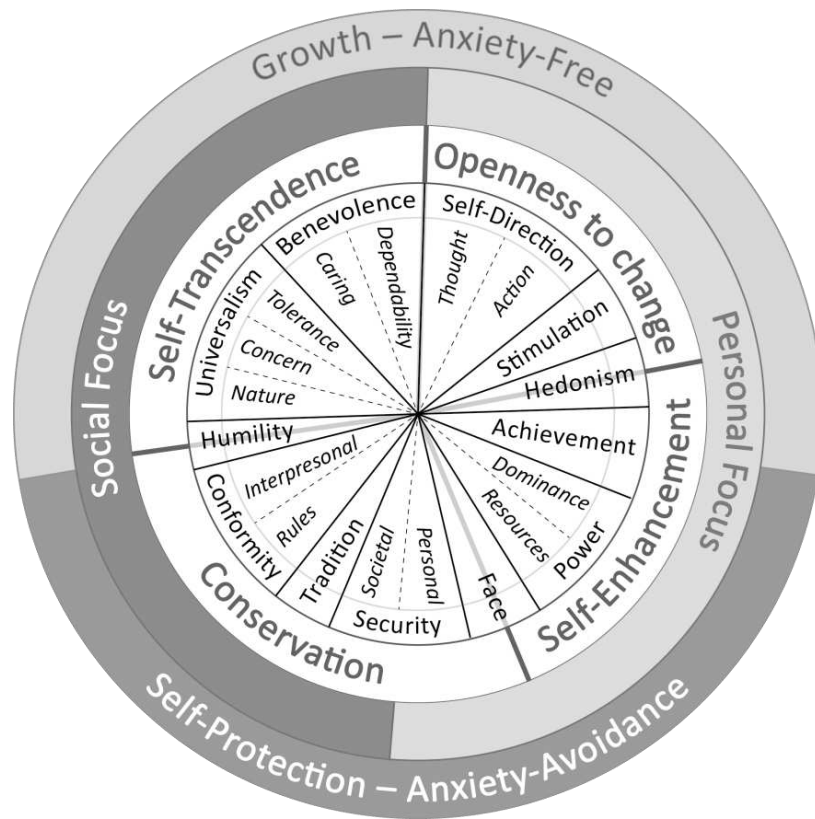 Growth – Anxiety-Free
Social Focus
Personal Focus
Self-Protection – Anxiety-Avoidance
Self-Transcendence
Openness to change
Self-Enhancement
Conservation
Benevolence
Caring
Dependability
Self-Direction
Thought
Action
Stimulation
Hedonism
Achievement
Power
Dominance
Resources
Face
Security
Personal
Societal
Tradition
Conformity
Rules
Interpresonal
Humility
Universalism
Nature
Concern
Tolerance